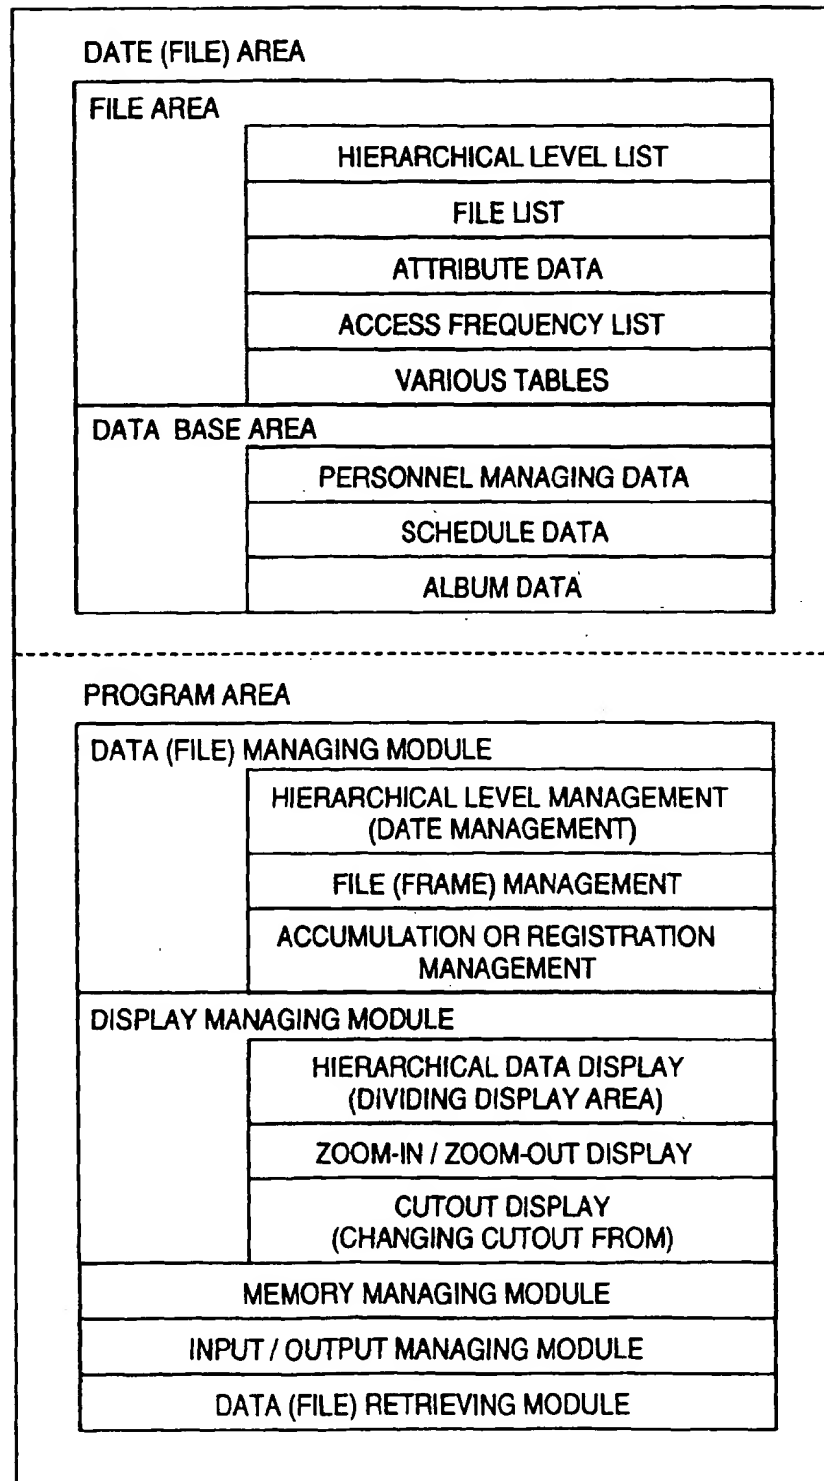 DATE (FILE) AREA
FILE AREA
HIERARCHICAL LEVEL LIST
FILE LIST
ATTRIBUTE DATA
ACCESS FREQUENCY LIST
VARIOUS TABLES
DATA BASE AREA
PERSONNEL MANAGING DATA
SCHEDULE DATA
ALBUM DATA
PROGRAM AREA
DATA (FILE) MANAGING MODULE
HIERARCHICAL LEVEL MANAGEMENT
(DATE MANAGEMENT)
FILE (FRAME) MANAGEMENT
ACCUMULATION OR REGISTRATION
MANAGEMENT
DISPLAY MANAGING MODULE
HIERARCHICAL DATA DISPLAY
(DIVIDING DISPLAY AREA)
ZOOM-IN / ZOOM-OUT DISPLAY
CUTOUT DISPLAY
(CHANGING CUTOUT FROM)
MEMORY MANAGING MODULE
INPUT / OUTPUT MANAGING MODULE
DATA (FILE) RETRIEVING MODULE